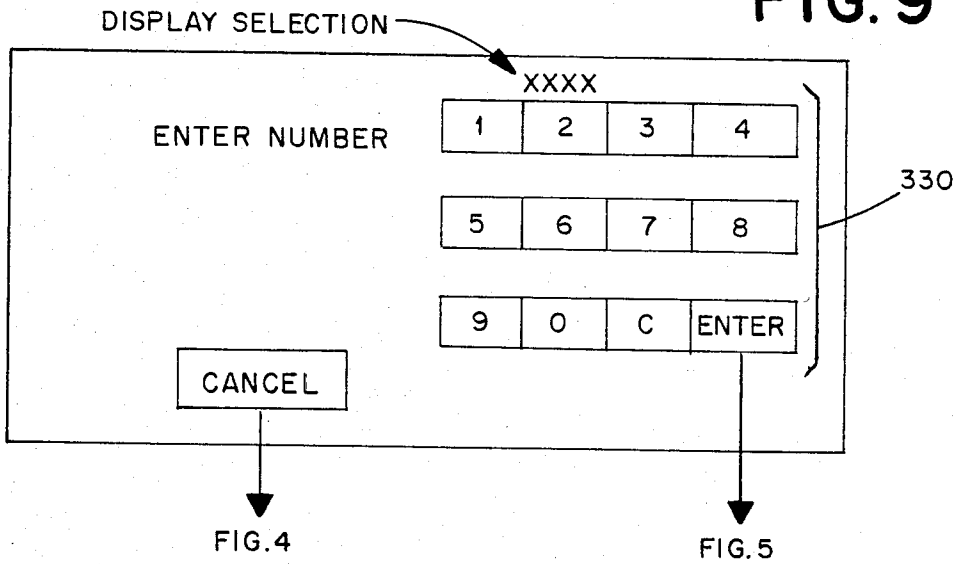 FIG. 9
DISPLAY SELECTION
XXXX
ENTER NUMBER
1 2 3 4
330
5 6 7 8
9 0 C ENTER
CANCEL
FIG.4
FIG.5